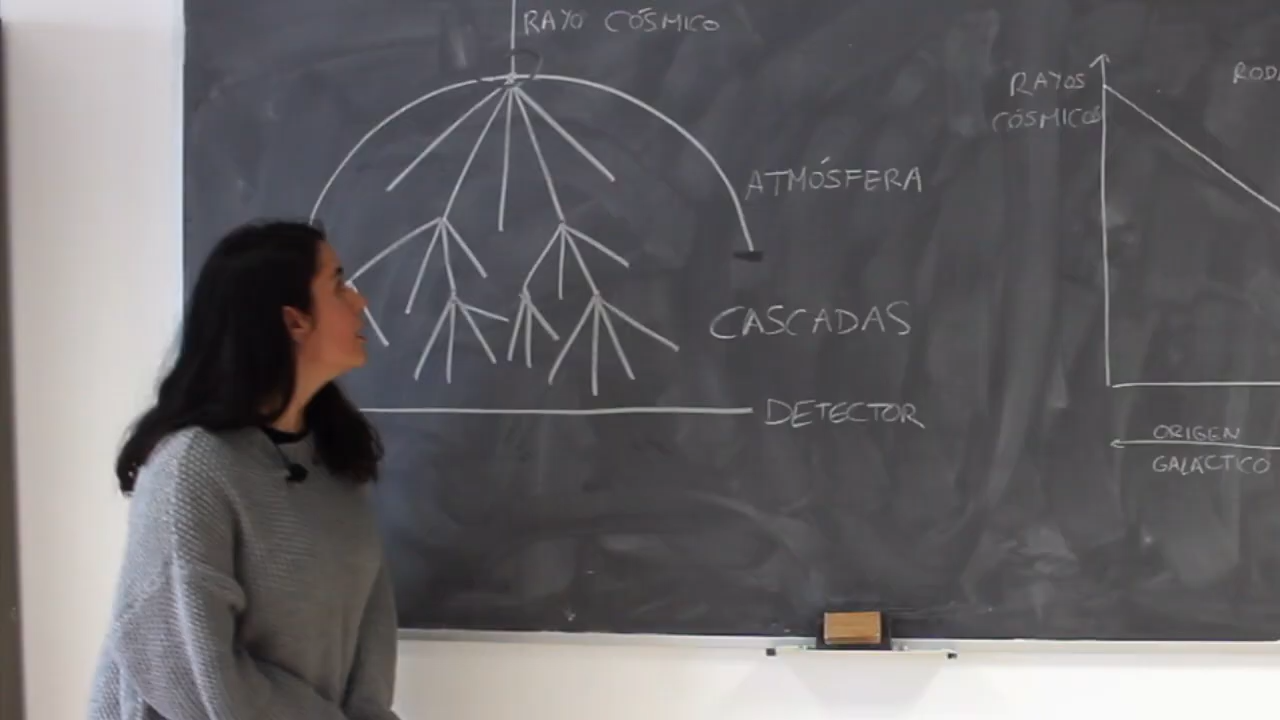 RAYO CÓSMICO
ATMÓSFERA
CASCADAS
DETECTOR
RAYOS
CÓSMICOS
ORIGEN
GALÁCTICO